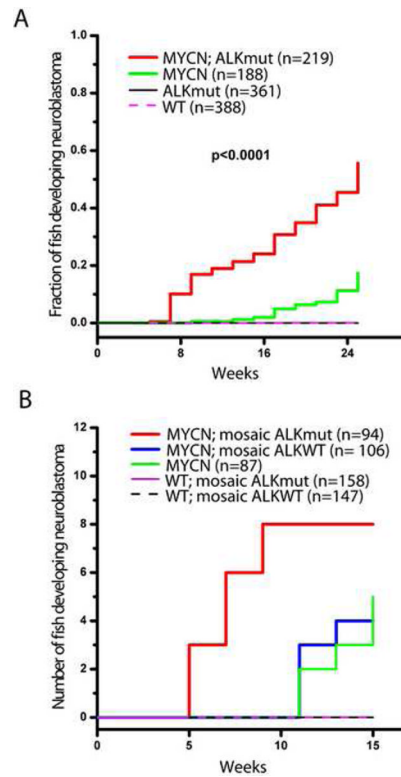 A
MYCN; ALKmut (n=219)
MYCN (n=188)
ALKmut (n=361)
WT (n=388)
p<0.0001
Fraction of fish developing neuroblastoma
1.0
0.8
0.6
0.4
0.2
0.0
0 8 16 24
Weeks
B
MYCN; mosaic ALKmut (n=94)
MYCN; mosaic ALKWT (n= 106)
MYCN (n=87)
WT; mosaic ALKmut (n=158)
WT; mosaic ALKWT (n=147)
Number of fish developing neuroblastoma
12
10
8
6
4
2
0
0 5 10 15
Weeks